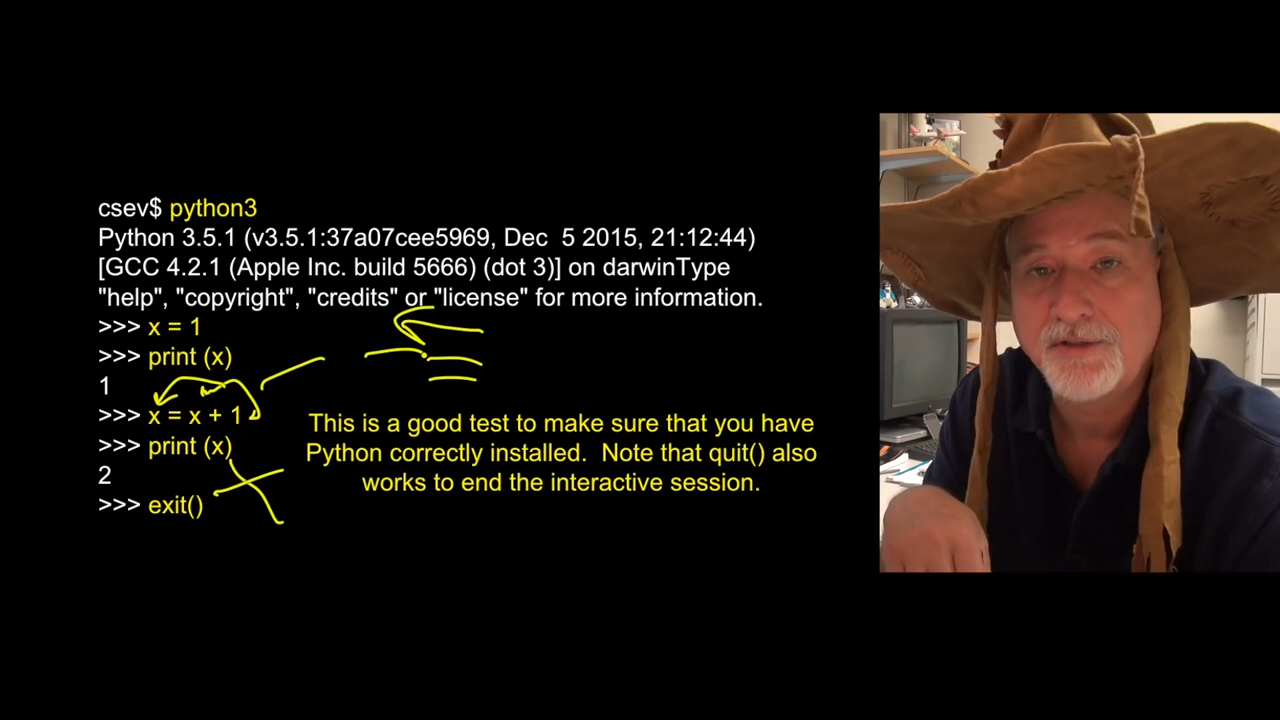 csev$ python3
Python 3.5.1 (v3.5.1:37a07cee5969, Dec  5 2015, 21:12:44)
[GCC 4.2.1 (Apple Inc. build 5666) (dot 3)] on darwinType
"help", "copyright", "credits" or "license" for more information.
>>> x = 1
>>> print (x)
1
>>> x = x + 1
>>> print (x)
2
>>> exit()
This is a good test to make sure that you have
Python correctly installed.  Note that quit() also
works to end the interactive session.